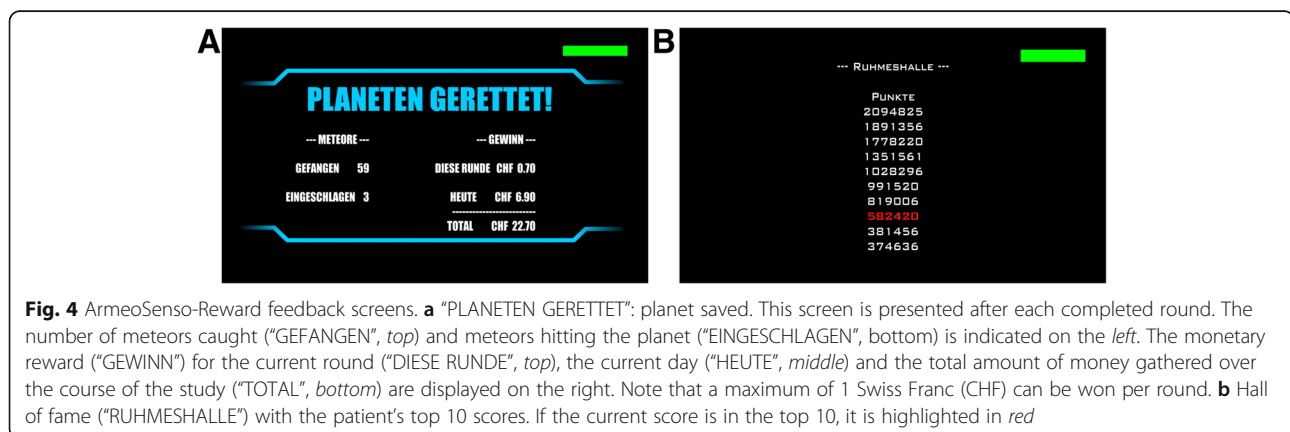 A
PLANETEN GERETTET!
--- METEORE ---
--- GEWINN ---
GEFANGEN 59
DIESE RUNDE CHF 0.70
EINGESCHLAGEN 3
HEUTE CHF 6.90
-------------------------
TOTAL CHF 22.70
B
--- RUHMESHALLE ---
PUNKTE
2094825
1891356
1778220
1351561
1028296
991520
819006
582420
381456
374636
Fig. 4 ArmeoSenso-Reward feedback screens. a “PLANETEN GERETTET”: planet saved. This screen is presented after each completed round. The
number of meteors caught (“GEFANGEN”, top) and meteors hitting the planet (“EINGESCHLAGEN”, bottom) is indicated on the left. The monetary
reward (“GEWINN”) for the current round (“DIESE RUNDE”, top), the current day (“HEUTE”, middle) and the total amount of money gathered over
the course of the study (“TOTAL”, bottom) are displayed on the right. Note that a maximum of 1 Swiss Franc (CHF) can be won per round. b Hall
of fame (“RUHMESHALLE”) with the patient’s top 10 scores. If the current score is in the top 10, it is highlighted in red